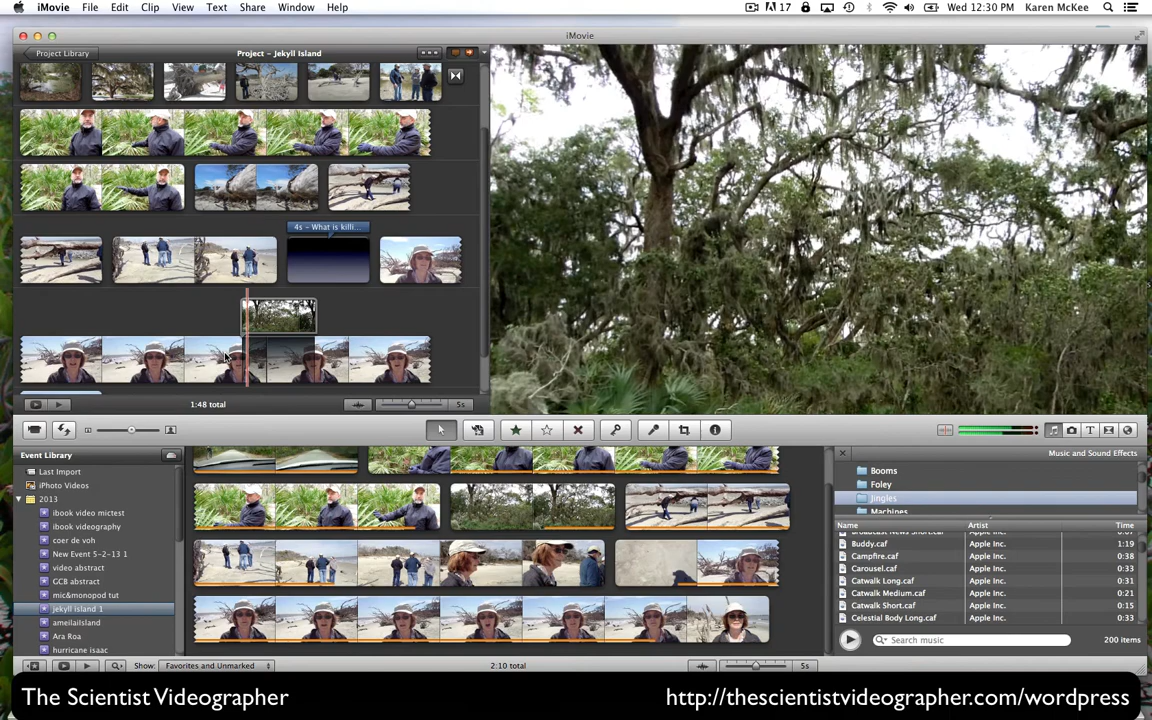 iMovie File Edit Clip View Text Share Window Help 17 Wed 12:30 PM Karen McKee
iMovie
Project Library Project – Jekyll Island
4s – What is killi...
1:48 total 5s
Event Library
Last Import
iPhoto Videos
2013
ibook video mictest
ibook videography
coer de voh
New Event 5-2-13 1
video abstract
GCB abstract
mic&monopod tut
jekyll island 1
ameilaIsland
Ara Roa
hurricane isaac
Music and Sound Effects
Booms
Foley
Jingles
Machines
Name Artist Time
Broadcast News Short.caf
Buddy.caf Apple Inc. 1:19
Campfire.caf Apple Inc. 0:38
Carousel.caf Apple Inc. 0:33
Catwalk Long.caf Apple Inc. 0:31
Catwalk Medium.caf Apple Inc. 0:21
Catwalk Short.caf Apple Inc. 0:15
Celestial Body Long.caf Apple Inc. 0:33
Search music 200 items
Show: Favorites and Unmarked 2:10 total 5s
The Scientist Videographer http://thescientistvideographer.com/wordpress